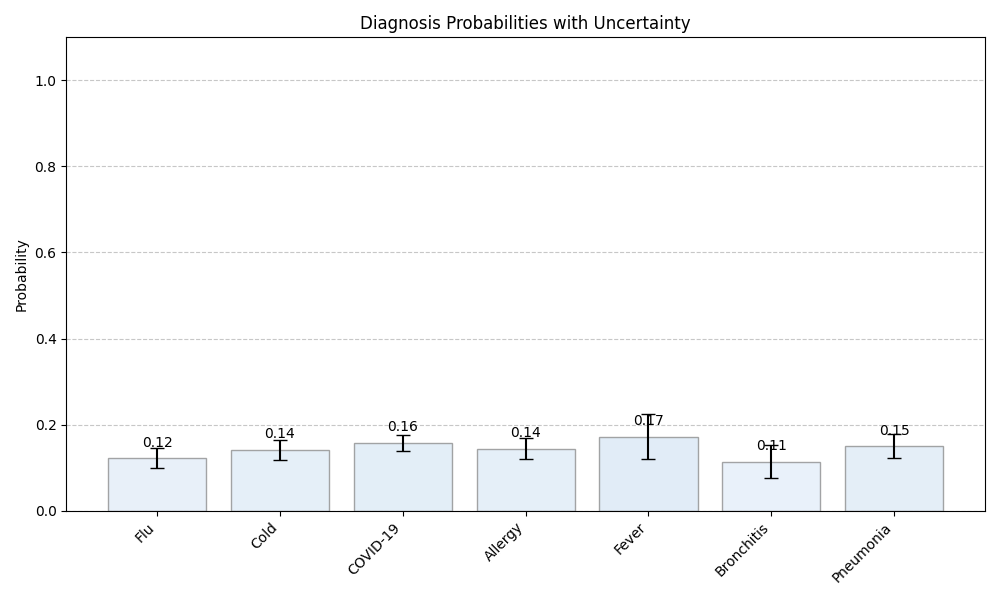 Diagnosis Probabilities with Uncertainty
Probability
1.0
0.8
0.6
0.4
0.2
0.0
0.12
0.14
0.16
0.14
0.17
0.11
0.15
Flu
Cold
COVID-19
Allergy
Fever
Bronchitis
Pneumonia